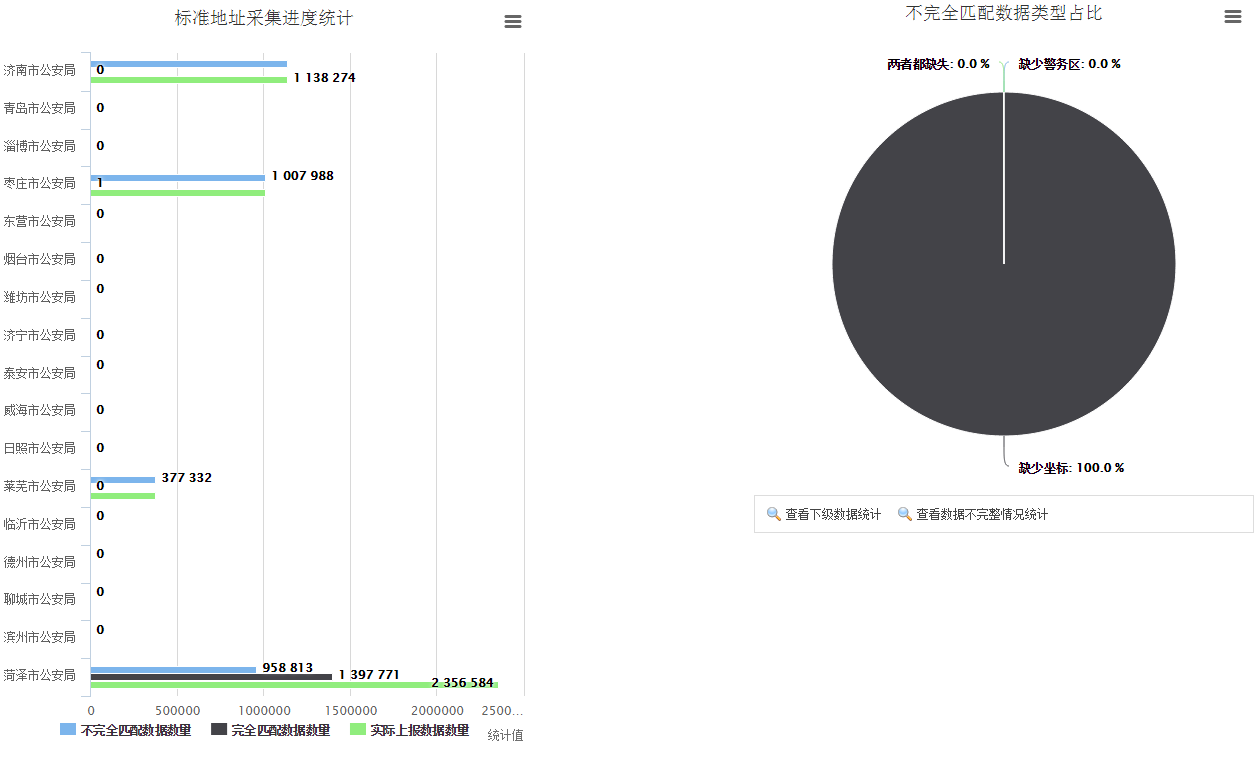 标准地址采集进度统计
济南市公安局
0
1 138 274
青岛市公安局
0
淄博市公安局
0
枣庄市公安局
1
1 007 988
东营市公安局
0
烟台市公安局
0
潍坊市公安局
0
济宁市公安局
0
泰安市公安局
0
威海市公安局
0
日照市公安局
0
莱芜市公安局
0
377 332
临沂市公安局
0
德州市公安局
0
聊城市公安局
0
滨州市公安局
0
菏泽市公安局
958 813
1 397 771
2 356 584
0 500000 1000000 1500000 2000000 2500...
不完全匹配数据数量 完全匹配数据数量 实际上报数据数量
统计值
不完全匹配数据类型占比
两者都缺失: 0.0 % 缺少警务区: 0.0 %
缺少坐标: 100.0 %
查看下级数据统计 查看数据不完整情况统计